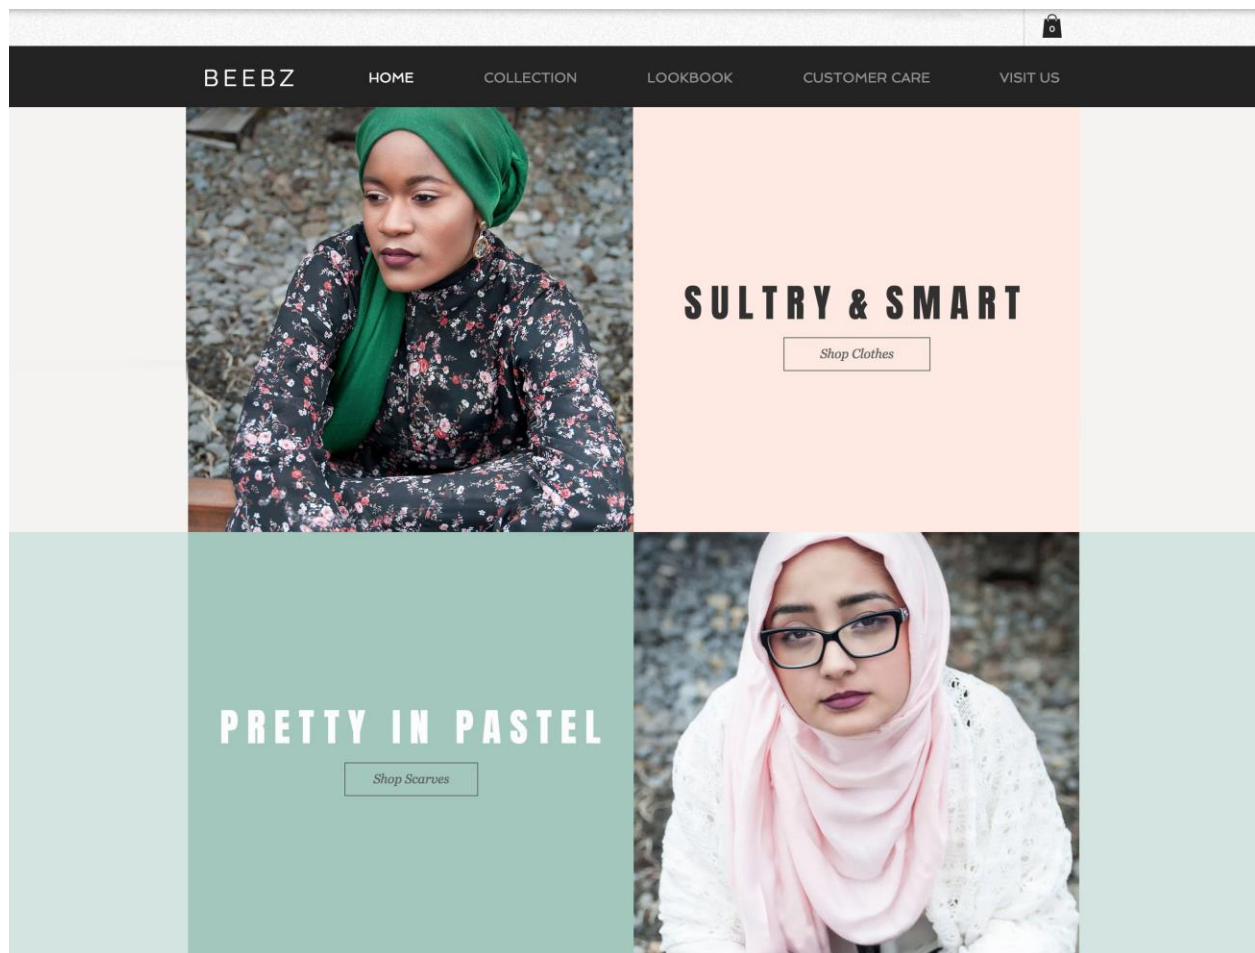 0
BEEBZ HOME COLLECTION LOOKBOOK CUSTOMER CARE VISIT US
SULTRY & SMART
Shop Clothes
PRETTY IN PASTEL
Shop Scarves